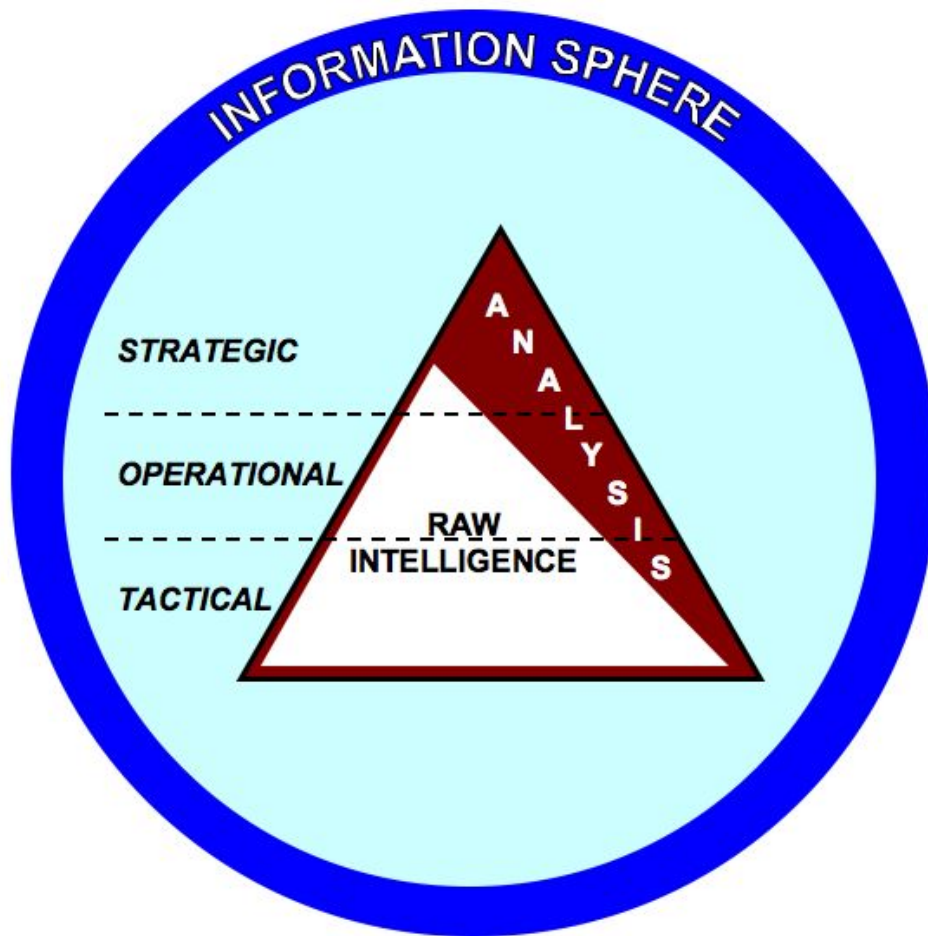 INFORMATION SPHERE
ANALYSIS
STRATEGIC
OPERATIONAL
RAW
INTELLIGENCE
TACTICAL